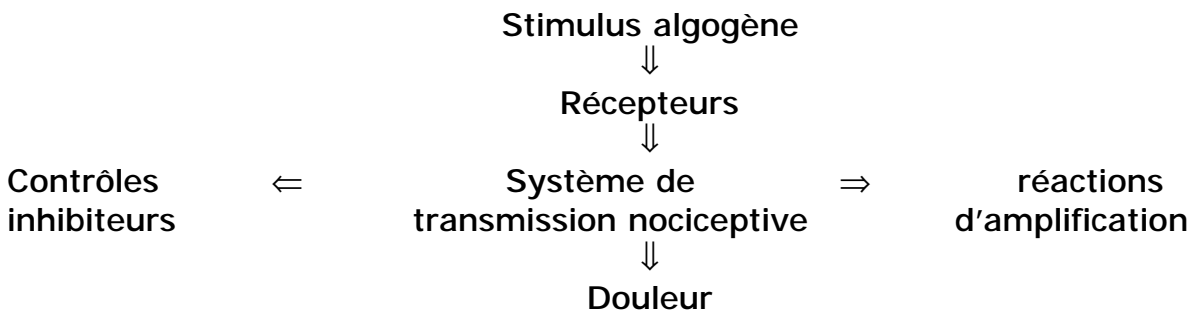 Stimulus algogène
⇓
Récepteurs
⇓
Contrôles ⇐ Système de ⇒ réactions
inhibiteurs transmission nociceptive d'amplification
⇓
Douleur